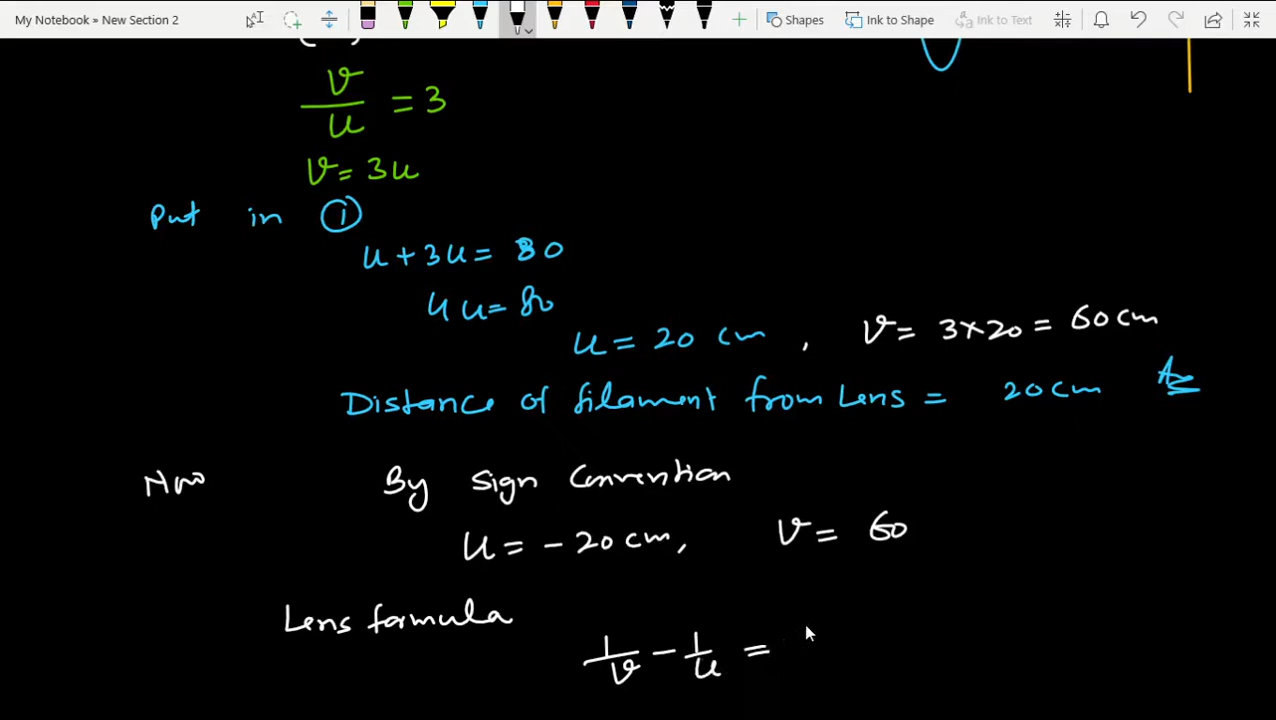 My Notebook » New Section 2
Shapes
Ink to Shape
Ink to Text
v/u = 3
v = 3u
Put in ①
u + 3u = 80
4u = 80
u = 20 cm , v = 3×20 = 60 cm
Distance of filament from Lens = 20 cm Ans
Now By Sign Convention
u = - 20 cm, v = 60
Lens formula
1/v - 1/u =